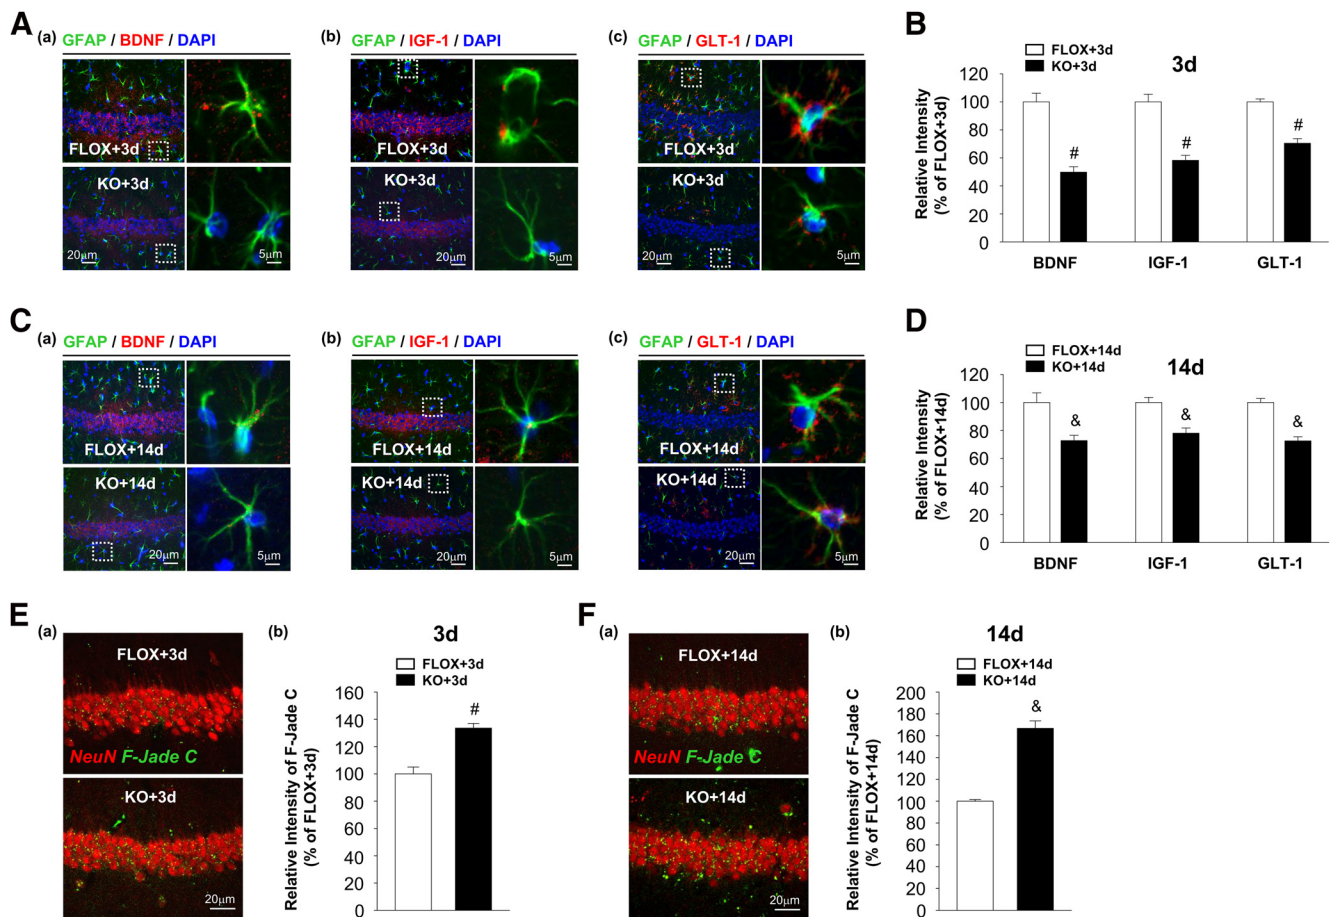 A
(a) GFAP / BDNF / DAPI
FLOX+3d
KO+3d
20μm
5μm
(b) GFAP / IGF-1 / DAPI
FLOX+3d
KO+3d
20μm
5μm
(c) GFAP / GLT-1 / DAPI
FLOX+3d
KO+3d
20μm
5μm
B
FLOX+3d
KO+3d
3d
Relative Intensity
(% of FLOX+3d)
120
100
80
60
40
20
0
#
#
#
BDNF
IGF-1
GLT-1
C
(a) GFAP / BDNF / DAPI
FLOX+14d
KO+14d
20μm
5μm
(b) GFAP / IGF-1 / DAPI
FLOX+14d
KO+14d
20μm
5μm
(c) GFAP / GLT-1 / DAPI
FLOX+14d
KO+14d
20μm
5μm
D
FLOX+14d
KO+14d
14d
Relative Intensity
(% of FLOX+14d)
120
100
80
60
40
20
0
&
&
&
BDNF
IGF-1
GLT-1
E
(a)
FLOX+3d
NeuN F-Jade C
KO+3d
20μm
(b)
3d
FLOX+3d
KO+3d
Relative Intensity of F-Jade C
(% of FLOX+3d)
160
140
120
100
80
60
40
20
0
#
F
(a)
FLOX+14d
NeuN F-Jade C
KO+14d
20μm
(b)
14d
FLOX+14d
KO+14d
Relative Intensity of F-Jade C
(% of FLOX+14d)
200
180
160
140
120
100
80
60
40
20
0
&